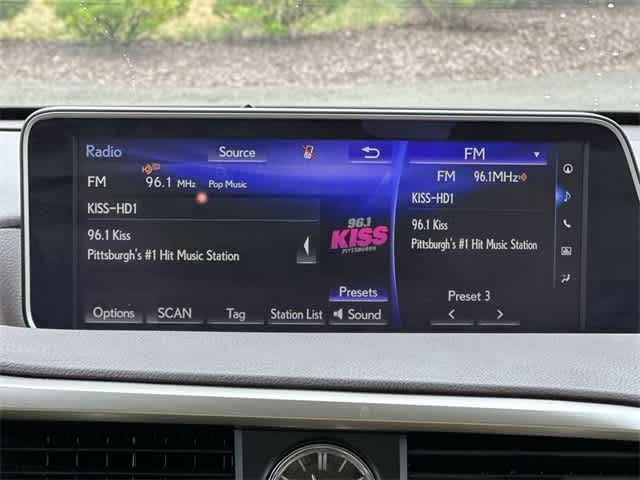 Radio
Source
FM
96.1 MHz
Pop Music
KISS-HD1
96.1 Kiss
Pittsburgh's #1 Hit Music Station
96.1
KISS
PITTSBURGH
Presets
Options
SCAN
Tag
Station List
Sound
FM
FM 96.1MHz
KISS-HD1
96.1 Kiss
Pittsburgh's #1 Hit Music Station
Preset 3
< >